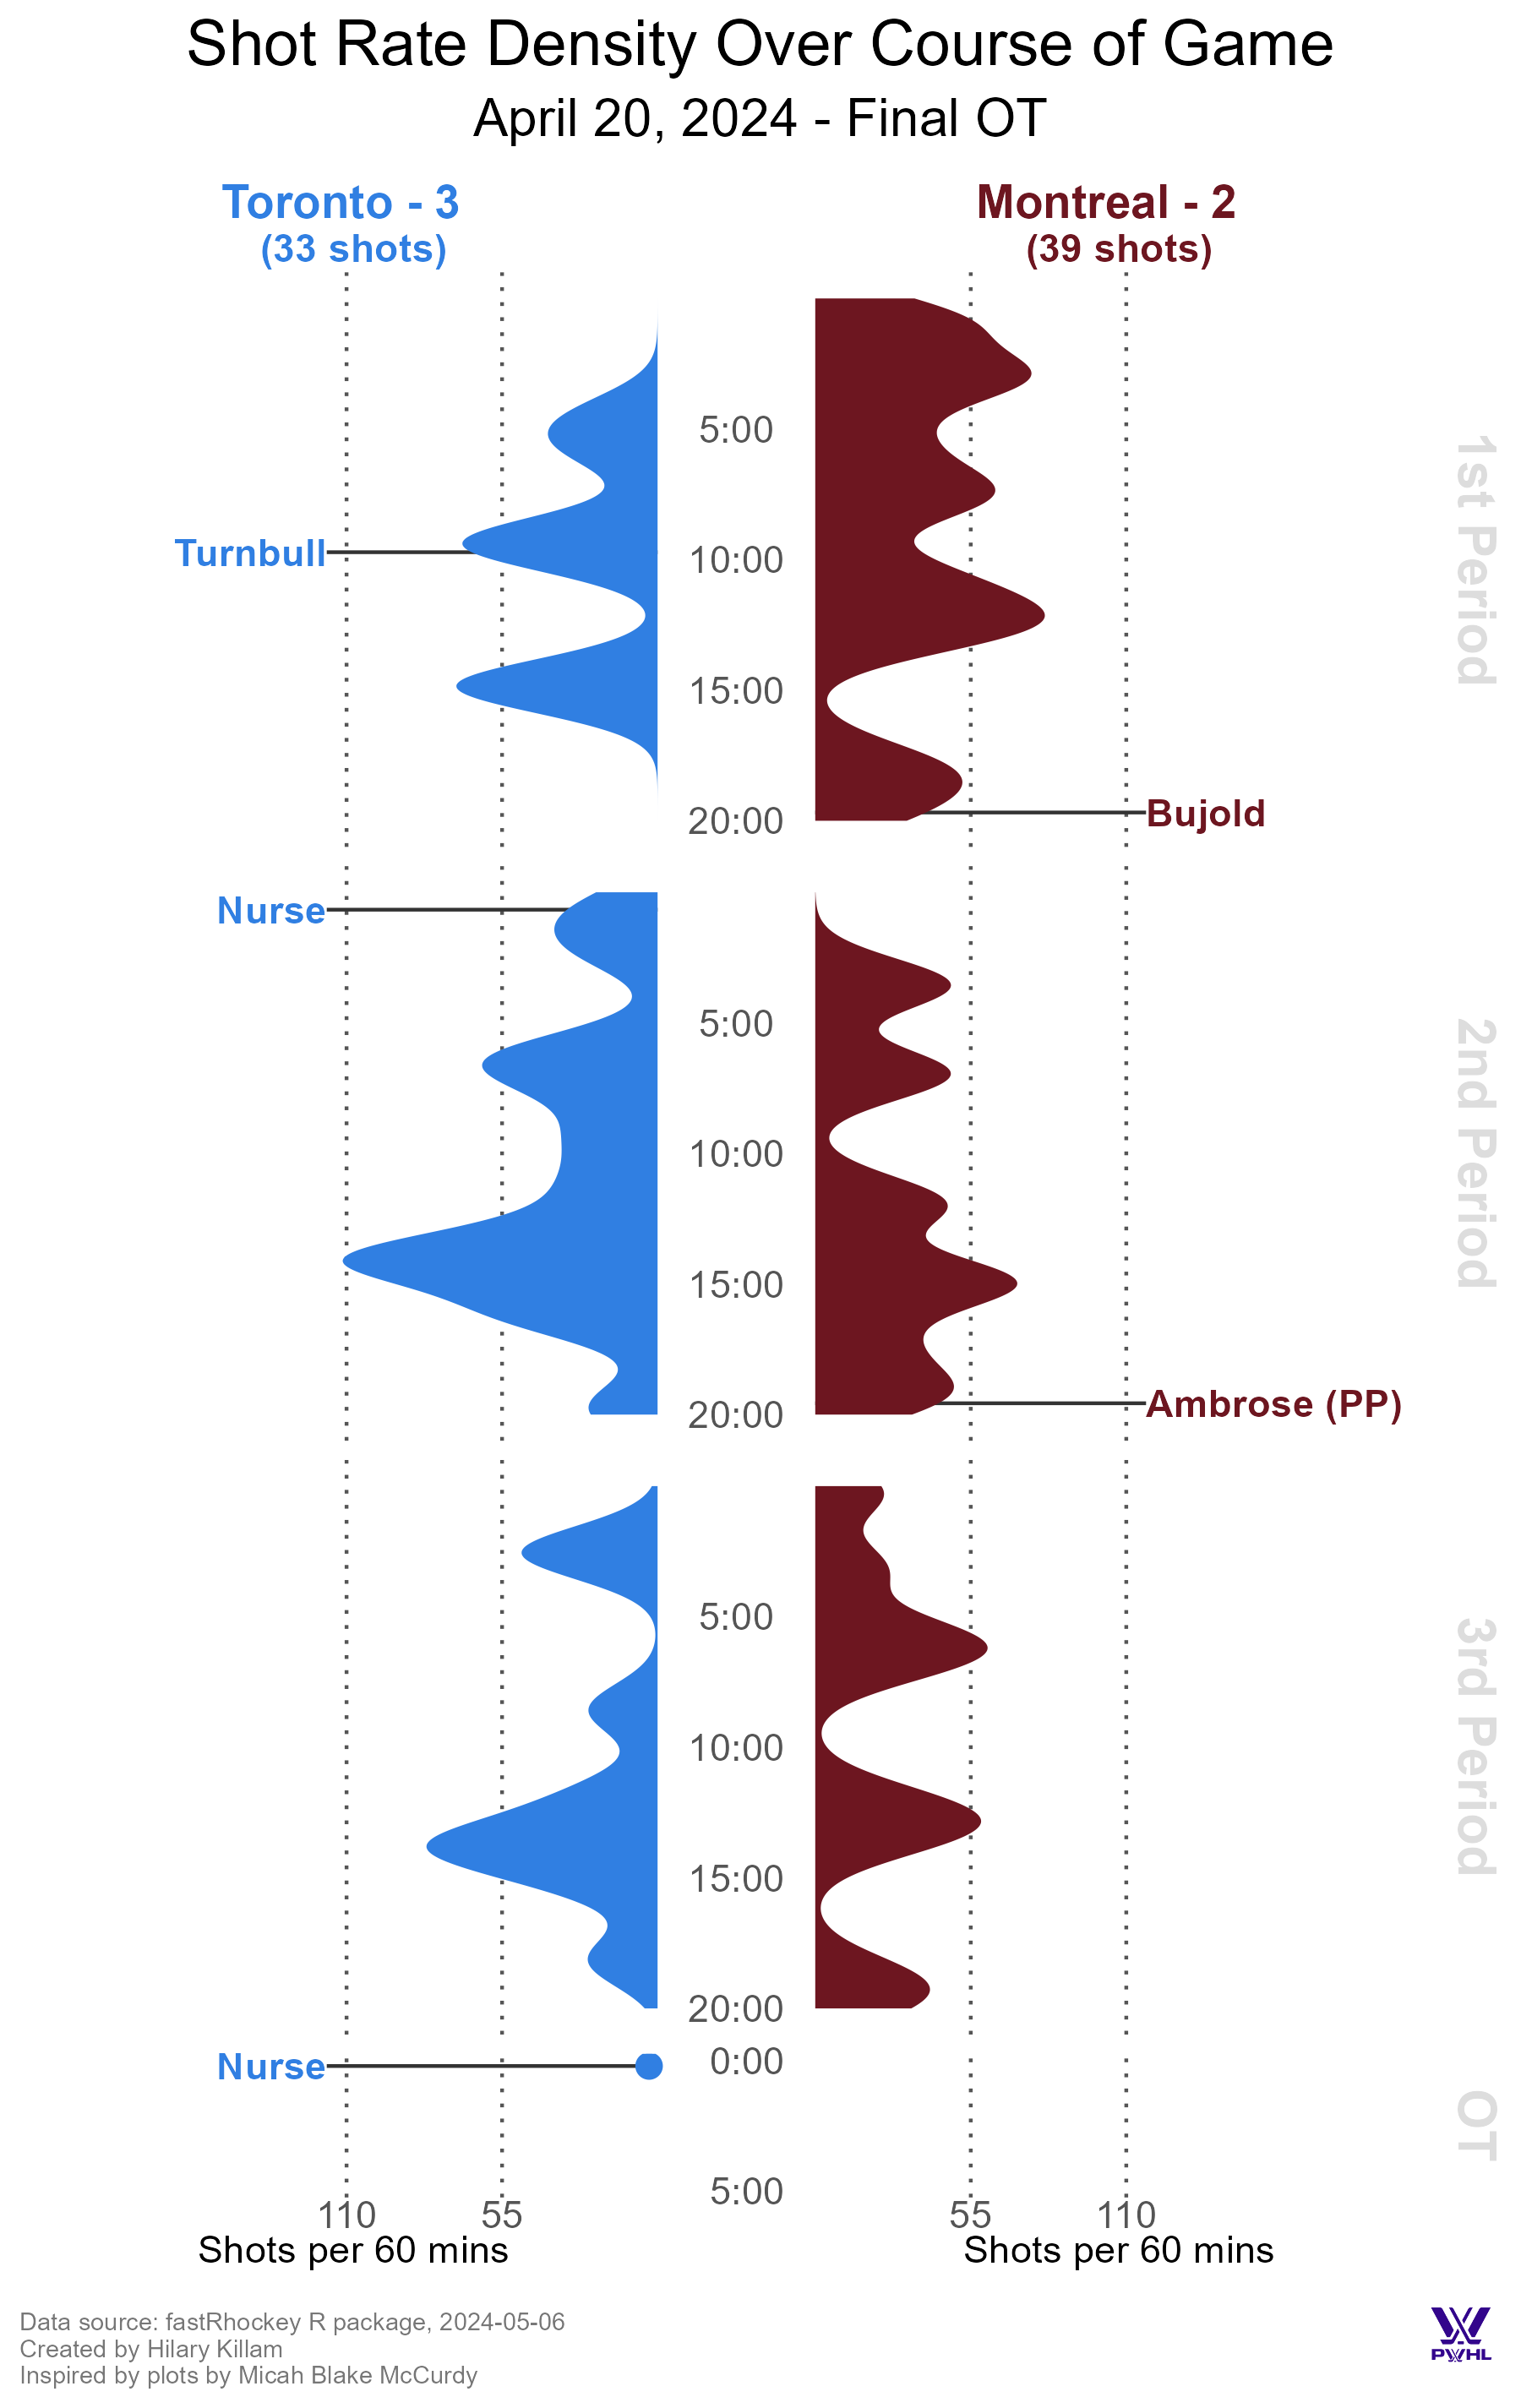 Shot Rate Density Over Course of Game
April 20, 2024 - Final OT
Toronto - 3
(33 shots)
Montreal - 2
(39 shots)
1st Period
5:00
Turnbull
10:00
15:00
Bujold
20:00
Nurse
2nd Period
5:00
10:00
15:00
Ambrose (PP)
20:00
3rd Period
5:00
10:00
15:00
20:00
0:00
Nurse
OT
5:00
110
55
55
110
Shots per 60 mins
Shots per 60 mins
Data source: fastRhockey R package, 2024-05-06
Created by Hilary Killam
Inspired by plots by Micah Blake McCurdy
PWHL